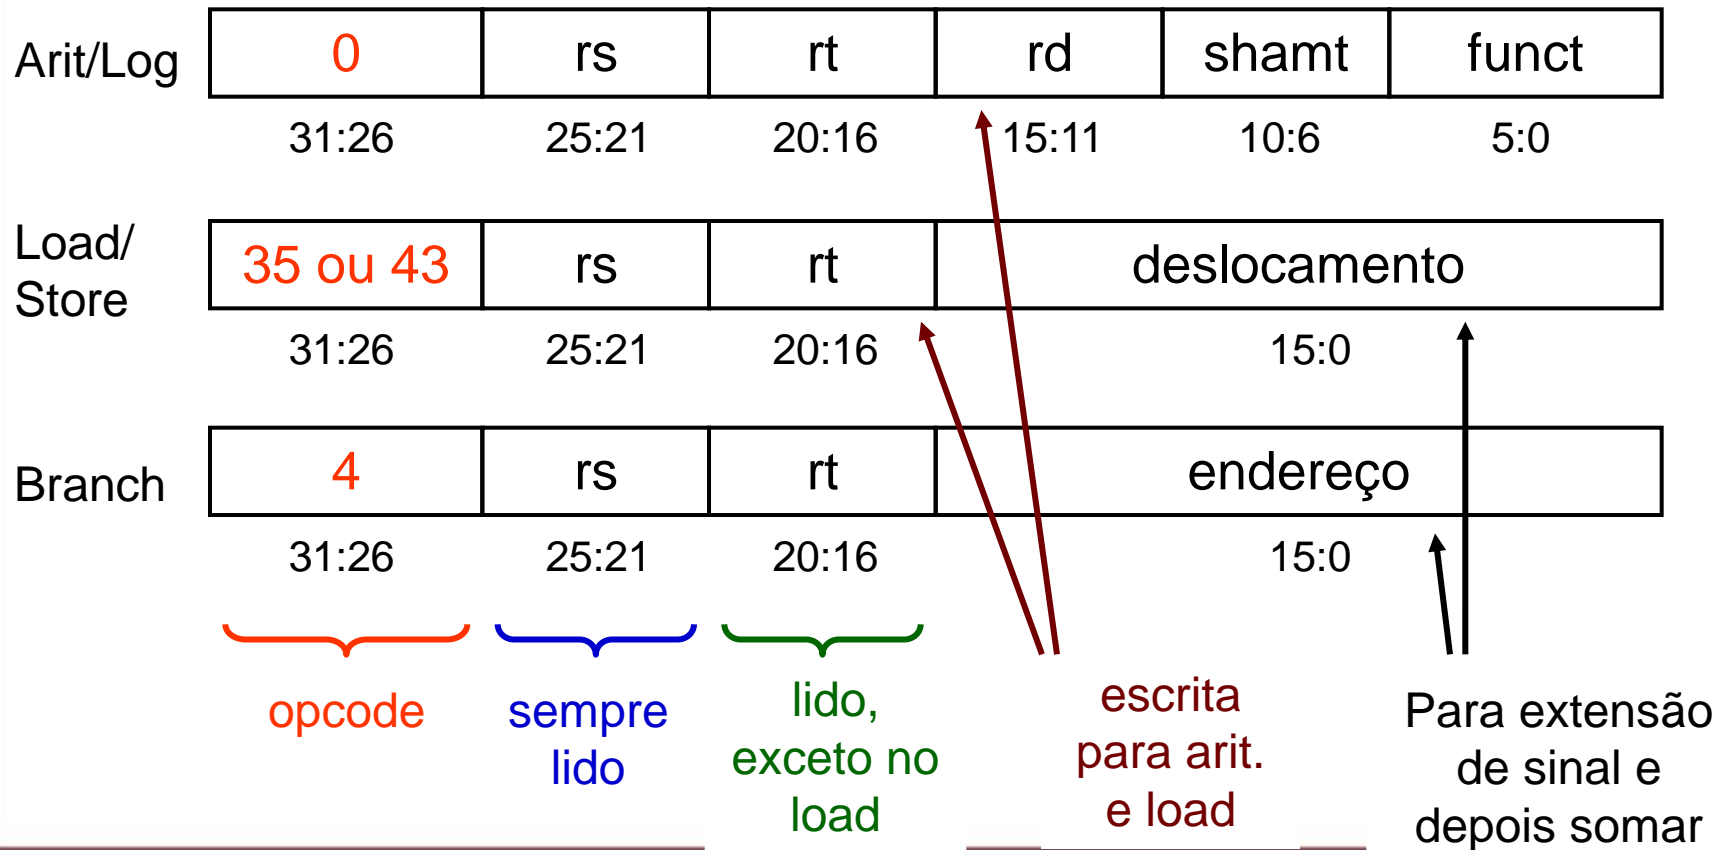 Arit/Log 0 rs rt rd shamt funct
31:26 25:21 20:16 15:11 10:6 5:0
Load/
Store
35 ou 43 rs rt deslocamento
31:26 25:21 20:16 15:0
Branch 4 rs rt endereço
31:26 25:21 20:16 15:0
opcode
sempre
lido
lido,
exceto no
load
escrita
para arit.
e load
Para extensão
de sinal e
depois somar